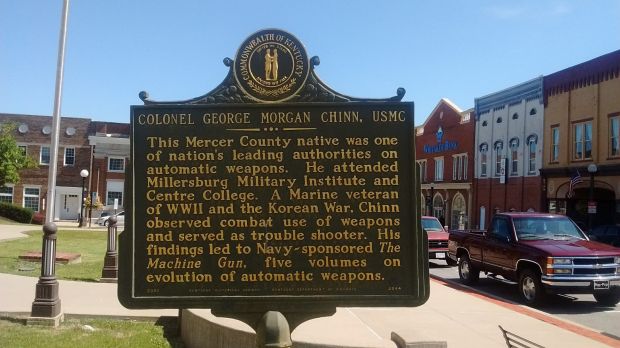 COMMONWEALTH OF KENTUCKY
COLONEL GEORGE MORGAN CHINN, USMC
This Mercer County native was one
of nation's leading authorities on
automatic weapons. He attended
Millersburg Military Institute and
Centre College. A Marine veteran
of WWII and the Korean War, Chinn
observed combat use of weapons
and served as trouble shooter. His
findings led to Navy-sponsored The
Machine Gun, five volumes on
evolution of automatic weapons.